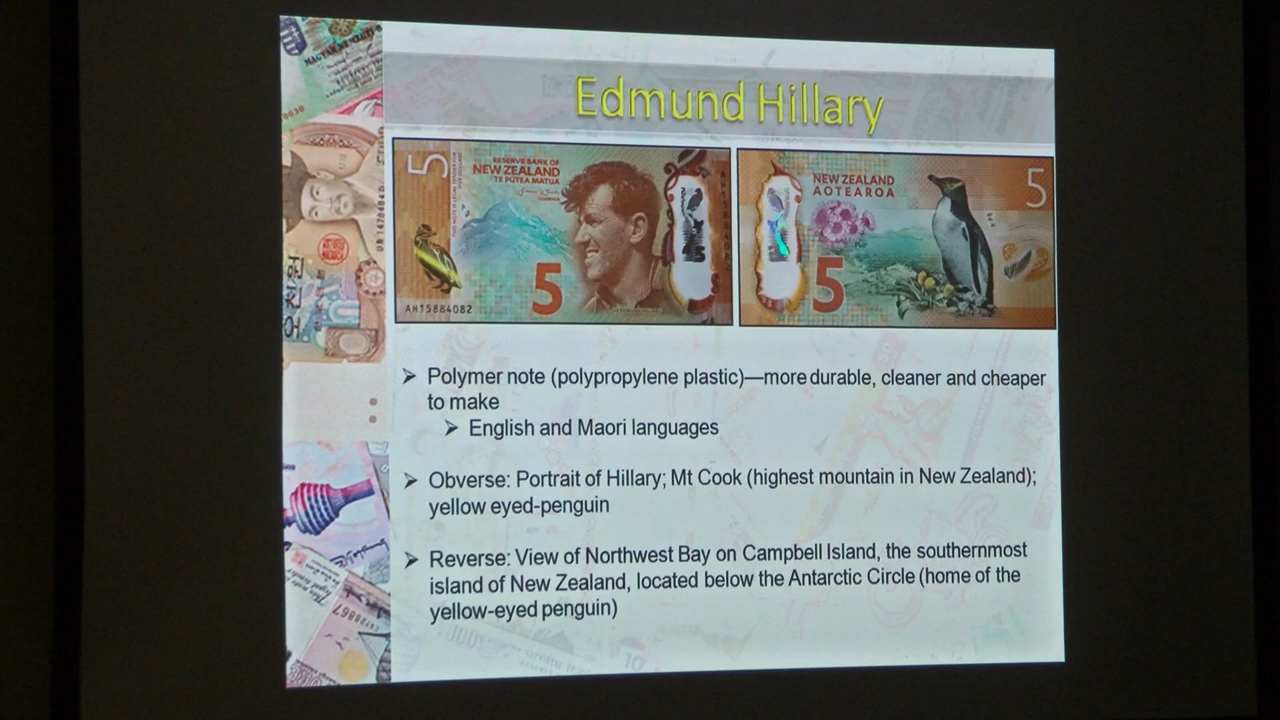 Edmund Hillary
5
RESERVE BANK OF
NEW ZEALAND
TE PŪTEA MATUA
5
AH15884082
NEW ZEALAND
AOTEAROA
5
5
➢ Polymer note (polypropylene plastic)—more durable, cleaner and cheaper
to make
➢ English and Maori languages
➢ Obverse: Portrait of Hillary; Mt Cook (highest mountain in New Zealand);
yellow eyed-penguin
➢ Reverse: View of Northwest Bay on Campbell Island, the southernmost
island of New Zealand, located below the Antarctic Circle (home of the
yellow-eyed penguin)
10